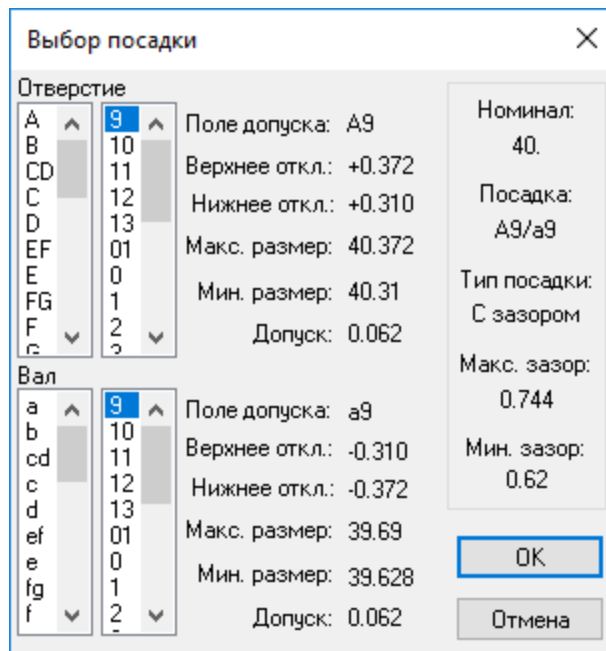 Выбор посадки
Отверстие
A
B
CD
C
D
EF
E
FG
F
9
10
11
12
13
01
0
1
2
Поле допуска: A9
Верхнее откл.: +0.372
Нижнее откл.: +0.310
Макс. размер: 40.372
Мин. размер: 40.31
Допуск: 0.062
Вал
a
b
cd
c
d
ef
e
fg
f
9
10
11
12
13
01
0
1
2
Поле допуска: a9
Верхнее откл.: -0.310
Нижнее откл.: -0.372
Макс. размер: 39.69
Мин. размер: 39.628
Допуск: 0.062
Номинал:
40.
Посадка:
A9/a9
Тип посадки:
С зазором
Макс. зазор:
0.744
Мин. зазор:
0.62
OK
Отмена